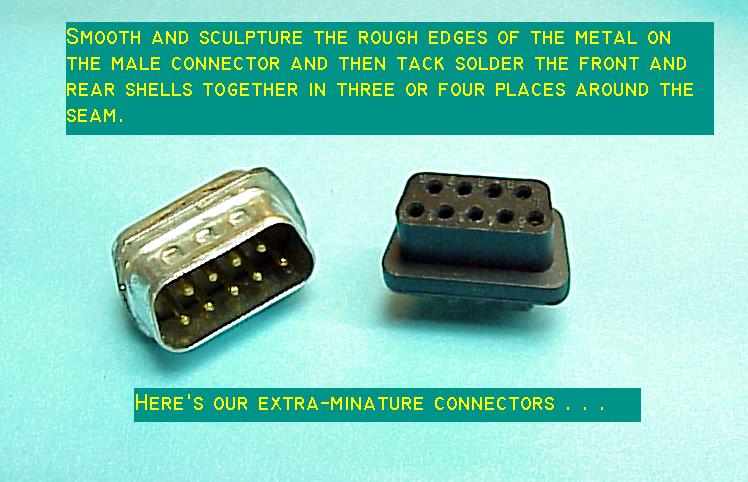 Smooth and sculpture the rough edges of the metal on
the male connector and then tack solder the front and
rear shells together in three or four places around the
seam.
Here's our extra-minature connectors . . .